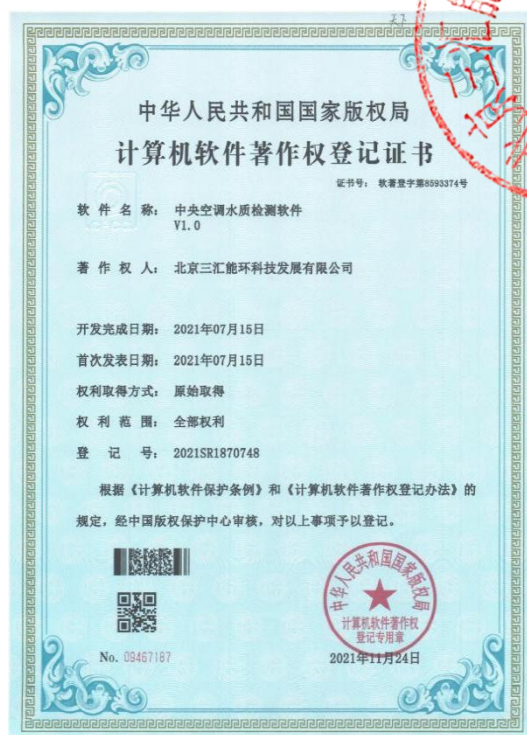 中华人民共和国国家版权局
计算机软件著作权登记证书
证书号： 软著登字第8593374号
软 件 名 称： 中央空调水质检测软件
V1.0
著 作 权 人： 北京三汇能环科技发展有限公司
开发完成日期： 2021年07月15日
首次发表日期： 2021年07月15日
权利取得方式： 原始取得
权 利 范 围： 全部权利
登 记 号： 2021SR1870748
根据《计算机软件保护条例》和《计算机软件著作权登记办法》的
规定，经中国版权保护中心审核，对以上事项予以登记。
中华人民共和国国家版权局
计算机软件著作权
登记专用章
No. 09467187
2021年11月24日